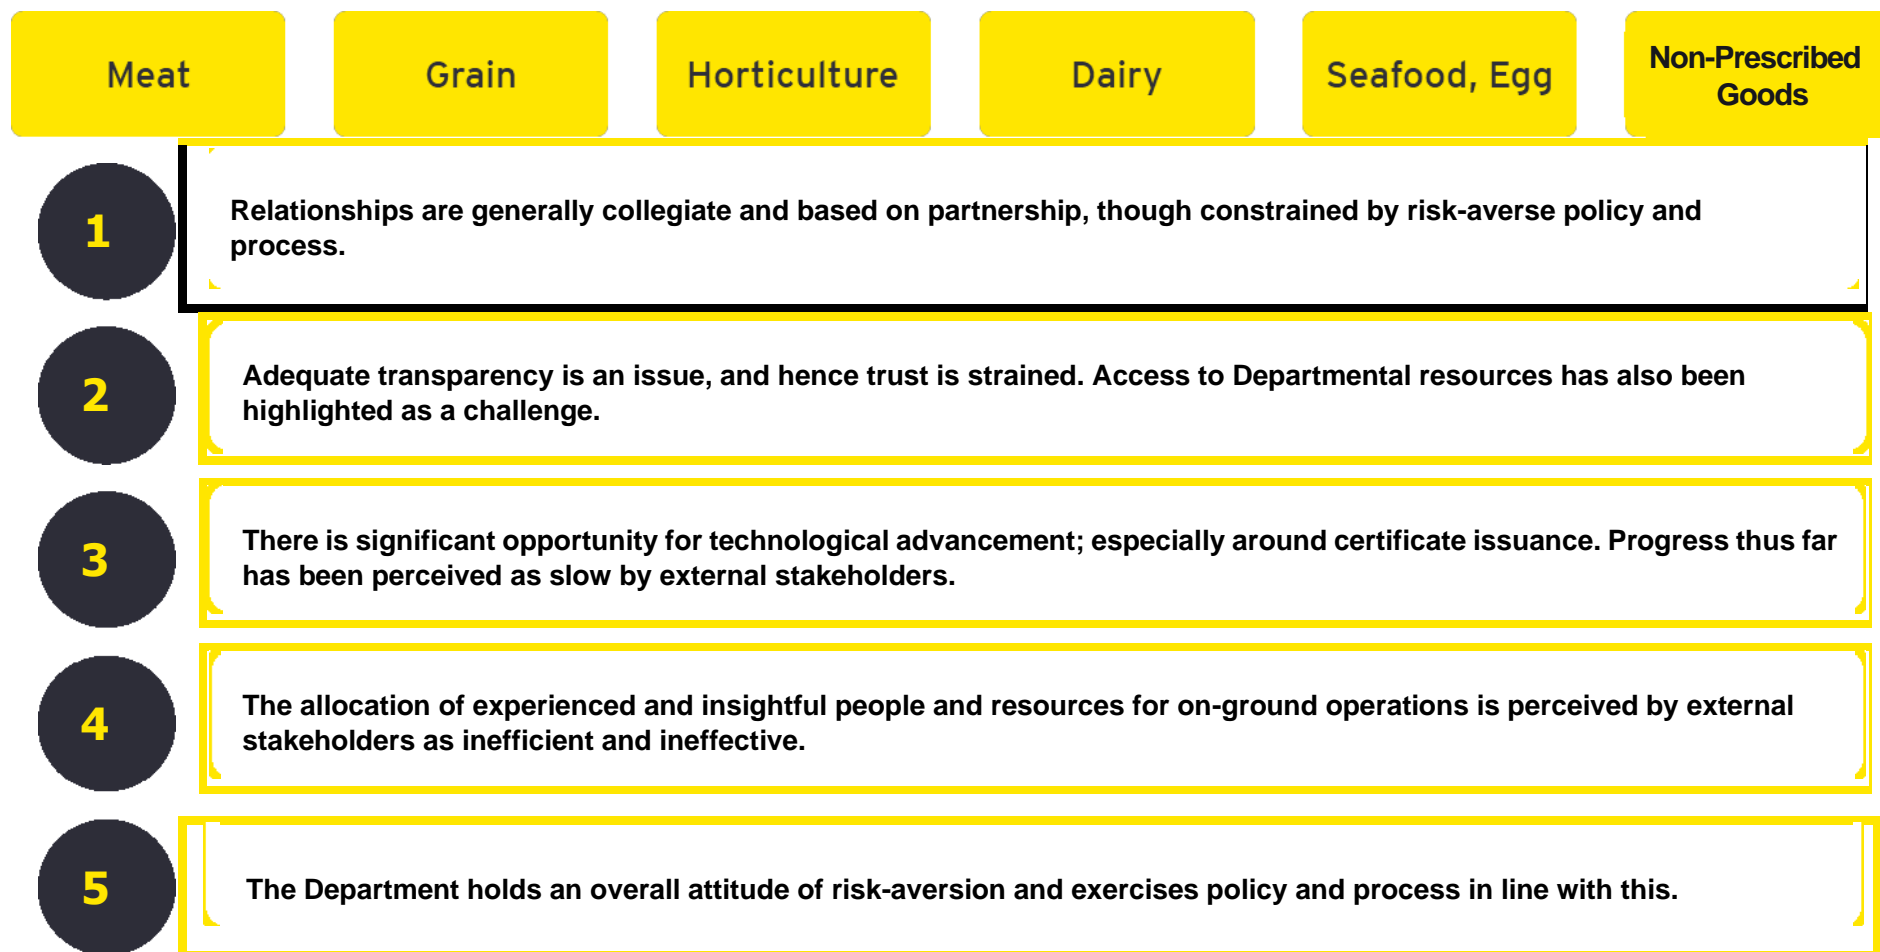 Meat
Grain
Horticulture
Dairy
Seafood, Egg
Non-Prescribed
Goods
1
Relationships are generally collegiate and based on partnership, though constrained by risk-averse policy and
process.
2
Adequate transparency is an issue, and hence trust is strained. Access to Departmental resources has also been
highlighted as a challenge.
3
There is significant opportunity for technological advancement; especially around certificate issuance. Progress thus far
has been perceived as slow by external stakeholders.
4
The allocation of experienced and insightful people and resources for on-ground operations is perceived by external
stakeholders as inefficient and ineffective.
5
The Department holds an overall attitude of risk-aversion and exercises policy and process in line with this.